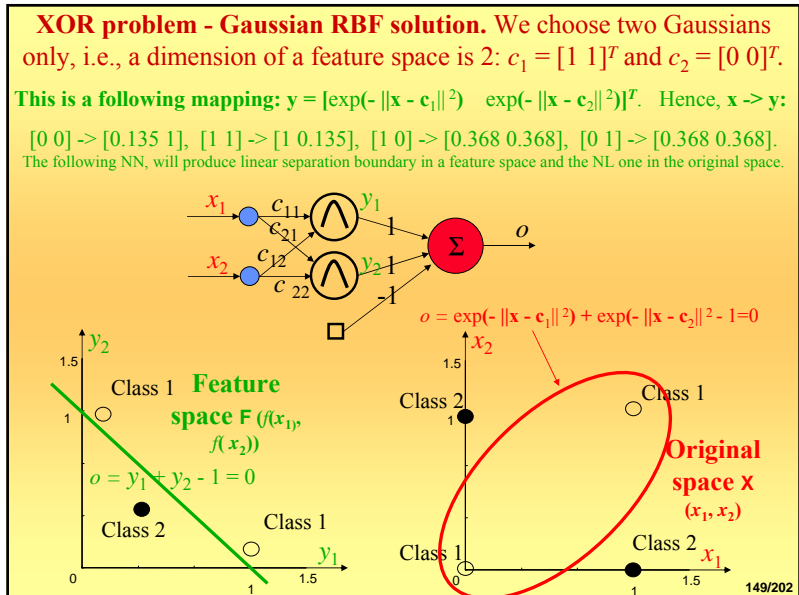 XOR problem - Gaussian RBF solution. We choose two Gaussians
only, i.e., a dimension of a feature space is 2: c1 = [1 1]^T and c2 = [0 0]^T.
This is a following mapping: y = [exp(- ||x - c1||^2) exp(- ||x - c2||^2)]^T. Hence, x -> y:
[0 0] -> [0.135 1], [1 1] -> [1 0.135], [1 0] -> [0.368 0.368], [0 1] -> [0.368 0.368].
The following NN, will produce linear separation boundary in a feature space and the NL one in the original space.
x1
c11
y1
1
c21
Σ
o
x2
c12
y2
1
c 22
-1
o = exp(- ||x - c1||^2) + exp(- ||x - c2||^2 - 1=0
y2
1.5
Class 1
1
Feature
space F (f(x1),
f( x2))
o = y1 + y2 - 1 = 0
Class 2
Class 1
y1
0
1
1.5
x2
1.5
Class 2
1
Class 1
Original
space X
(x1, x2)
Class 1
Class 2
x1
0
1
1.5
149/202